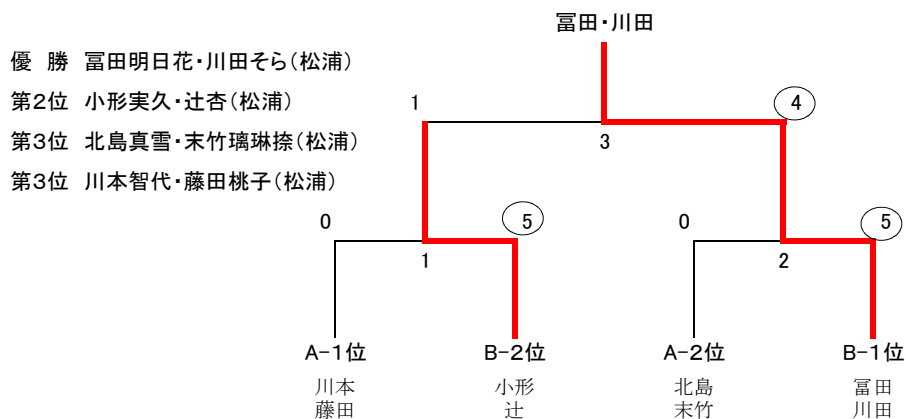 冨田・川田
優　勝　冨田明日花・川田そら（松浦）
第2位　小形実久・辻杏（松浦）
第3位　北島真雪・末竹璃琳捺（松浦）
第3位　川本智代・藤田桃子（松浦）
1
4
3
0
5
0
5
1
2
A-1位
B-2位
A-2位
B-1位
川本
藤田
小形
辻
北島
末竹
冨田
川田